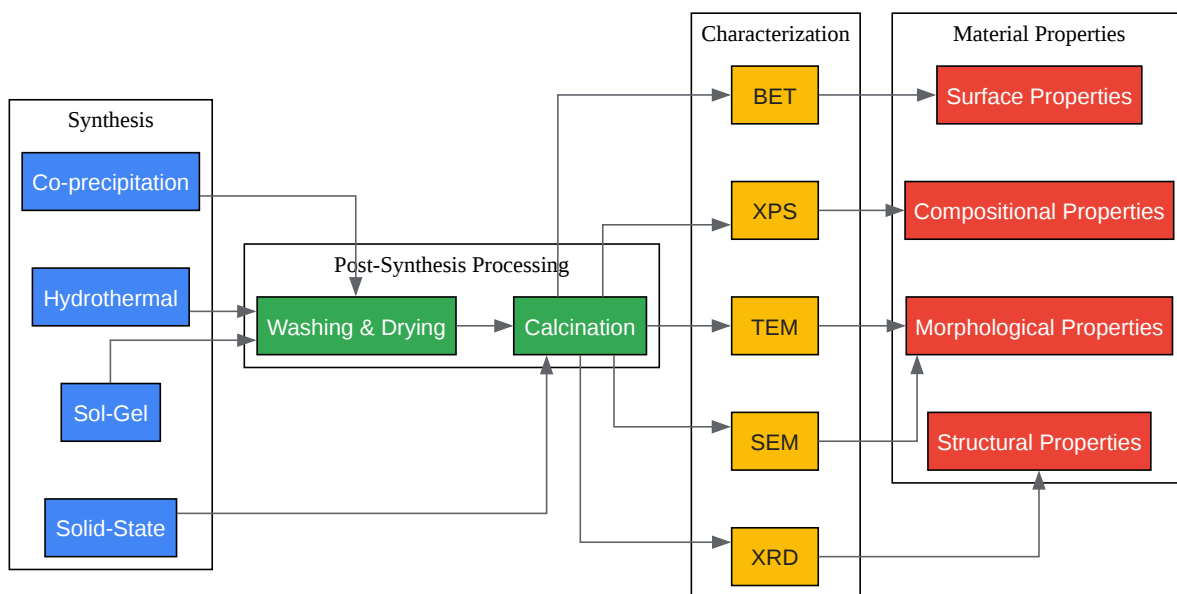 Synthesis
Co-precipitation
Hydrothermal
Sol-Gel
Solid-State
Post-Synthesis Processing
Washing & Drying
Calcination
Characterization
BET
XPS
TEM
SEM
XRD
Material Properties
Surface Properties
Compositional Properties
Morphological Properties
Structural Properties